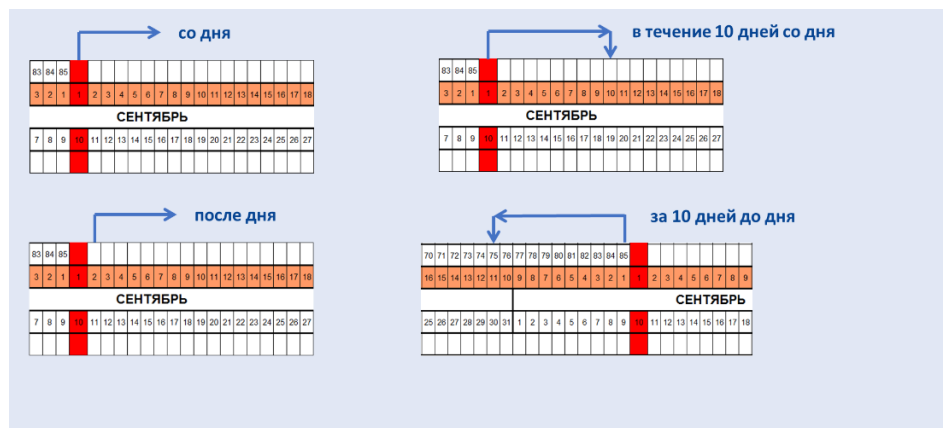 со дня
83 84 85
3 2 1 1 2 3 4 5 6 7 8 9 10 11 12 13 14 15 16 17 18
СЕНТЯБРЬ
7 8 9 10 11 12 13 14 15 16 17 18 19 20 21 22 23 24 25 26 27
в течение 10 дней со дня
83 84 85
3 2 1 1 2 3 4 5 6 7 8 9 10 11 12 13 14 15 16 17 18
СЕНТЯБРЬ
7 8 9 10 11 12 13 14 15 16 17 18 19 20 21 22 23 24 25 26 27
после дня
83 84 85
3 2 1 1 2 3 4 5 6 7 8 9 10 11 12 13 14 15 16 17 18
СЕНТЯБРЬ
7 8 9 10 11 12 13 14 15 16 17 18 19 20 21 22 23 24 25 26 27
за 10 дней до дня
70 71 72 73 74 75 76 77 78 79 80 81 82 83 84 85
16 15 14 13 12 11 10 9 8 7 6 5 4 3 2 1 1 2 3 4 5 6 7 8 9
СЕНТЯБРЬ
25 26 27 28 29 30 31 1 2 3 4 5 6 7 8 9 10 11 12 13 14 15 16 17 18